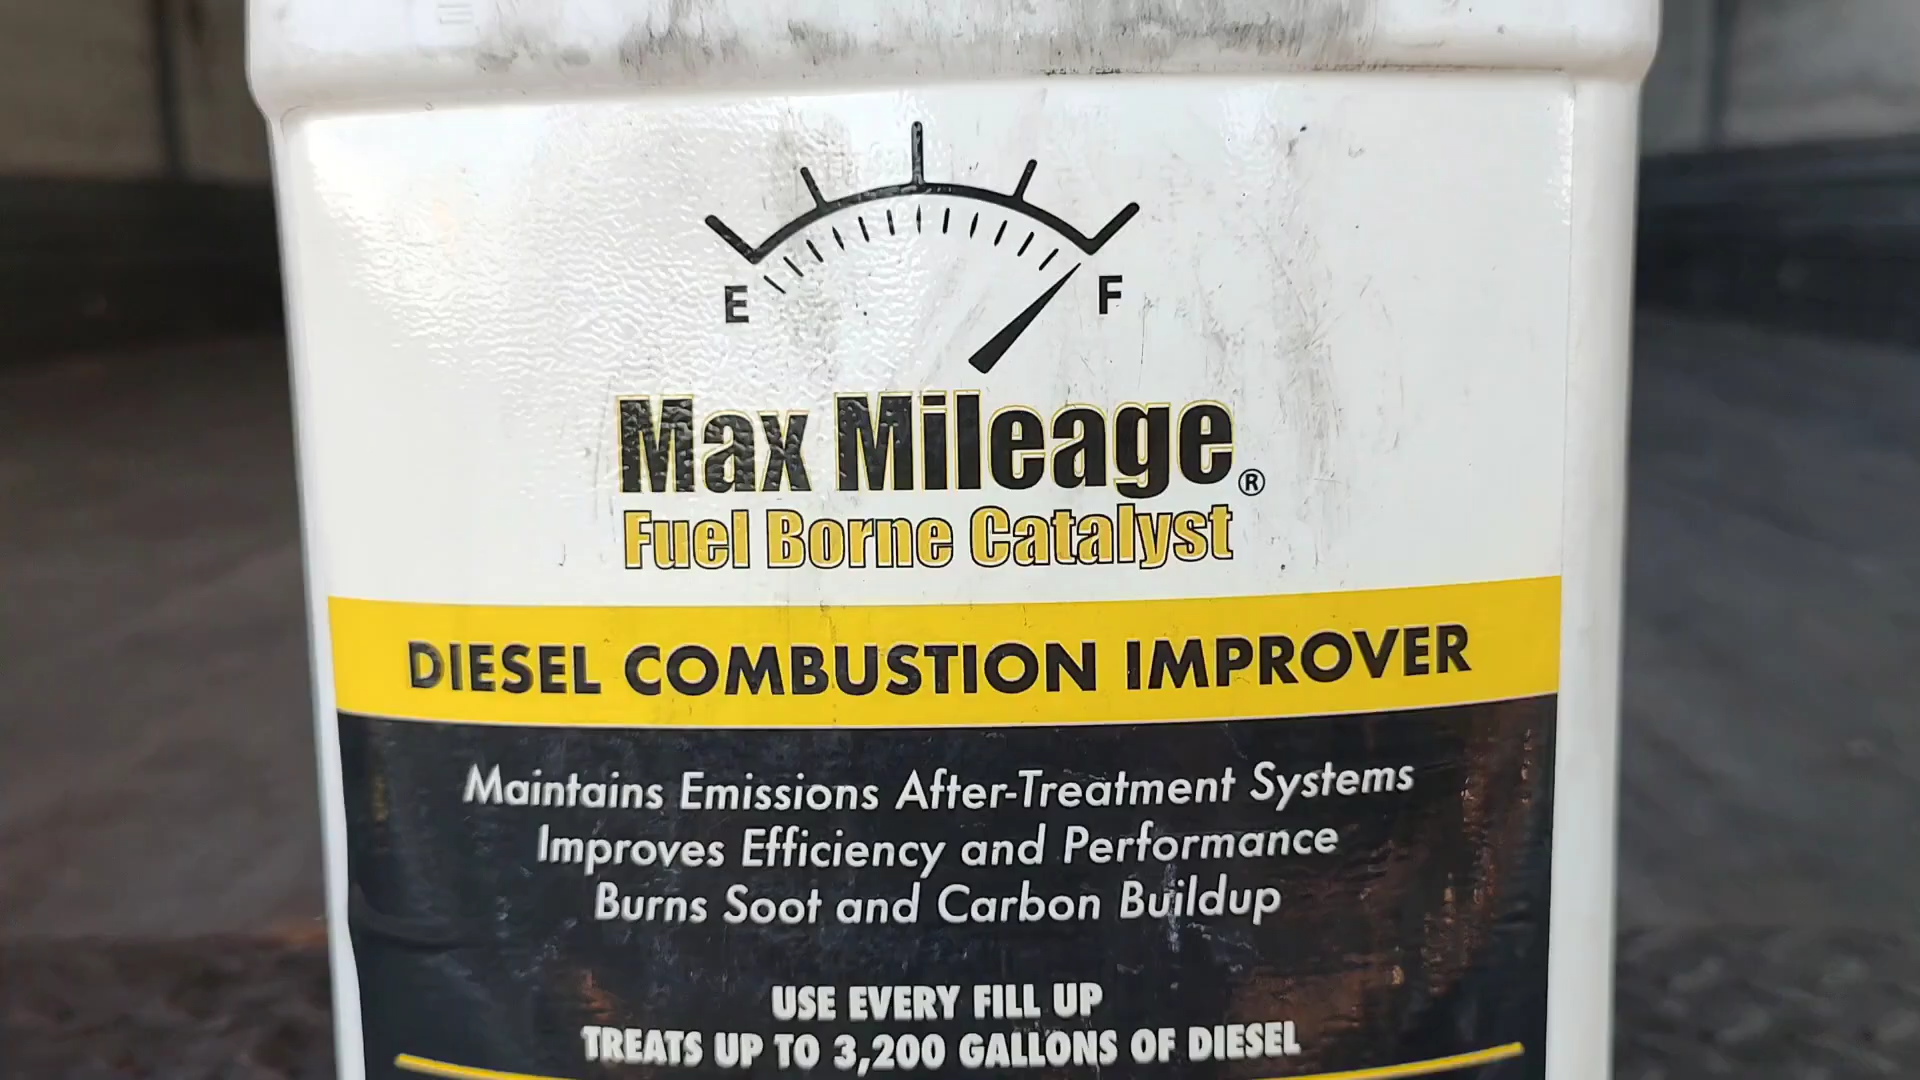 E F
Max Mileage®
Fuel Borne Catalyst
DIESEL COMBUSTION IMPROVER
Maintains Emissions After-Treatment Systems
Improves Efficiency and Performance
Burns Soot and Carbon Buildup
USE EVERY FILL UP
TREATS UP TO 3,200 GALLONS OF DIESEL